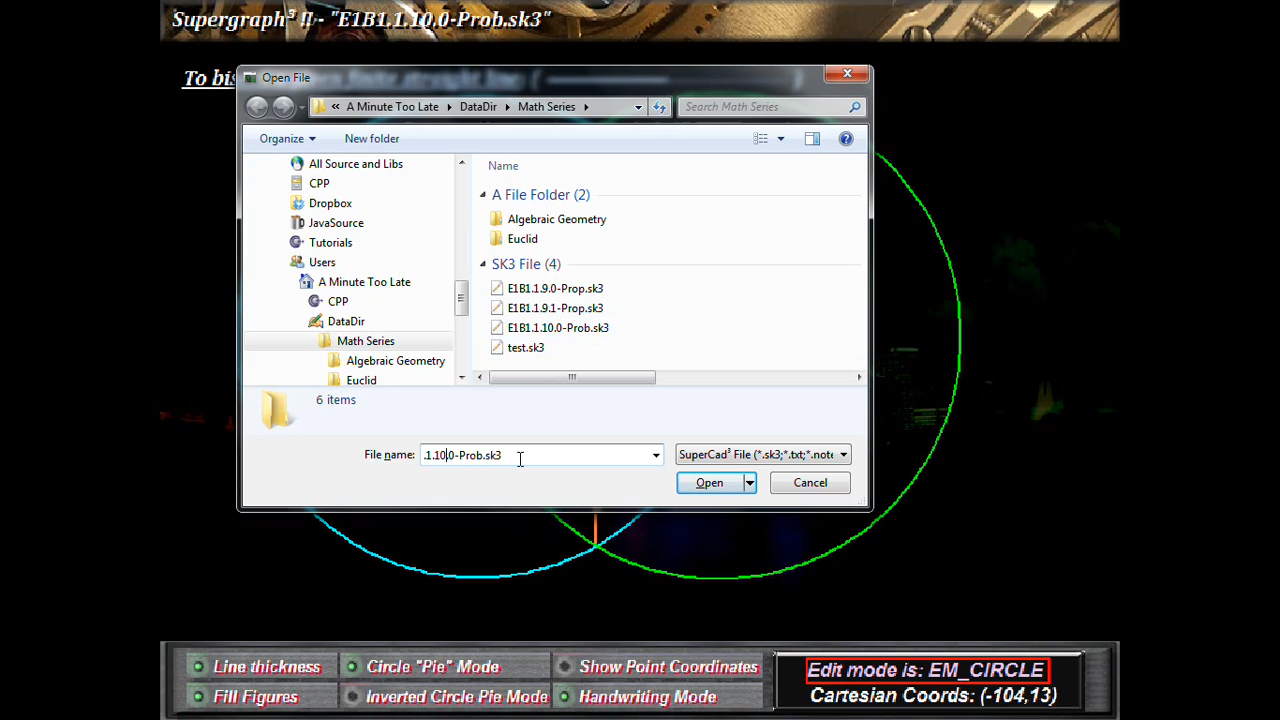 Supergraph³ !! - "E1B1.1.10.0-Prob.sk3"
To bis
Open File
« A Minute Too Late DataDir Math Series
Search Math Series
Organize New folder
All Source and Libs
CPP
Dropbox
JavaSource
Tutorials
Users
A Minute Too Late
CPP
DataDir
Math Series
Algebraic Geometry
Euclid
Name
A File Folder (2)
Algebraic Geometry
Euclid
SK3 File (4)
E1B1.1.9.0-Prop.sk3
E1B1.1.9.1-Prop.sk3
E1B1.1.10.0-Prob.sk3
test.sk3
6 items
File name: .1.10.0-Prob.sk3 SuperCad³ File (*.sk3;*.txt;*.note
Open Cancel
Line thickness Circle "Pie" Mode Show Point Coordinates
Fill Figures Inverted Circle Pie Mode Handwriting Mode
Edit mode is: EM_CIRCLE
Cartesian Coords: (-104,13)